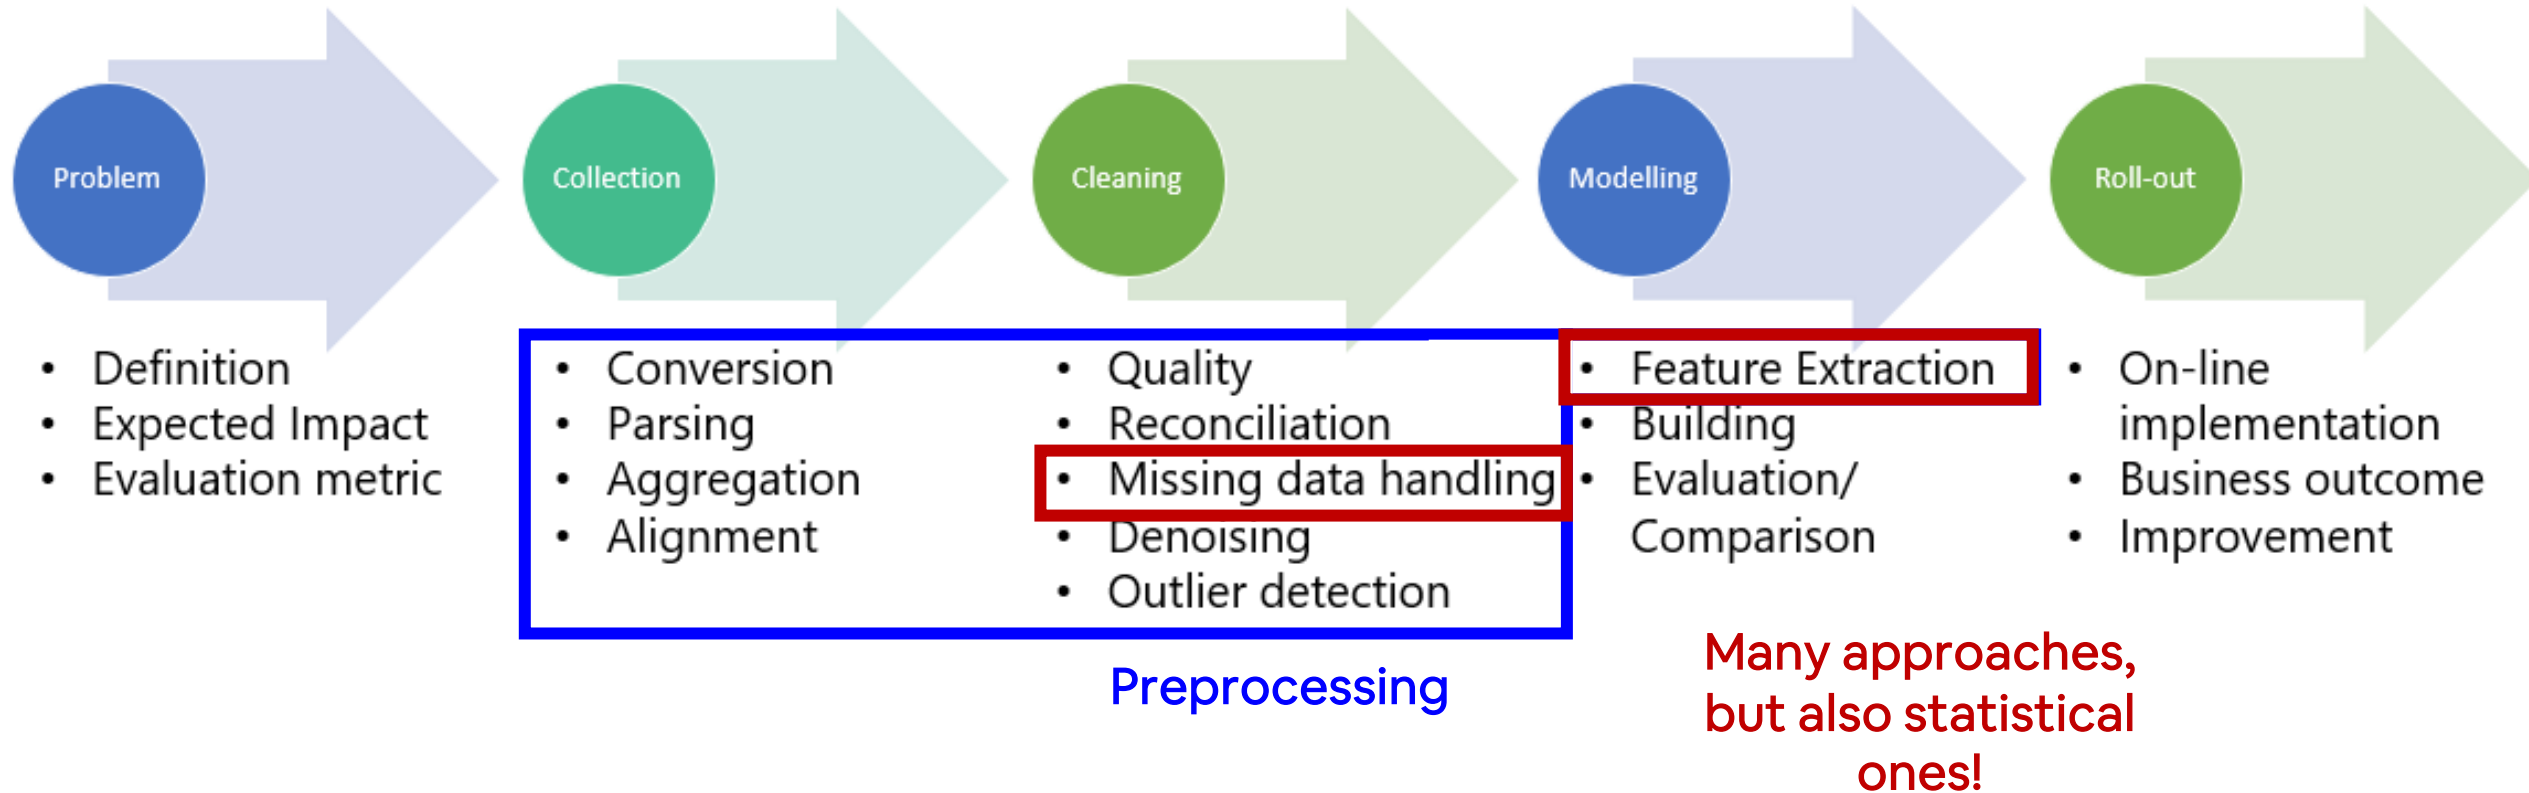 Problem
Collection
Cleaning
Modelling
Roll-out
• Definition
• Expected Impact
• Evaluation metric
• Conversion
• Parsing
• Aggregation
• Alignment
• Quality
• Reconciliation
• Missing data handling
• Denoising
• Outlier detection
• Feature Extraction
• Building
• Evaluation/
Comparison
• On-line
implementation
• Business outcome
• Improvement
Preprocessing
Many approaches,
but also statistical
ones!